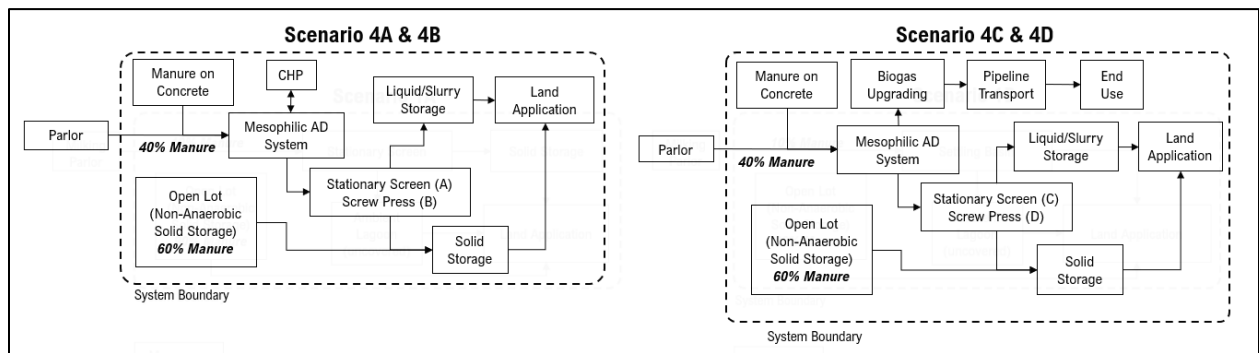 Scenario 4A & 4B
Manure on
Concrete
CHP
Liquid/Slurry
Storage
Land
Application
Parlor
40% Manure
Mesophilic AD
System
Stationary Screen (A)
Screw Press (B)
Open Lot
(Non-Anaerobic
Solid Storage)
60% Manure
Solid
Storage
System Boundary
Scenario 4C & 4D
Manure on
Concrete
Biogas
Upgrading
Pipeline
Transport
End
Use
Parlor
40% Manure
Mesophilic AD
System
Liquid/Slurry
Storage
Land
Application
Stationary Screen (C)
Screw Press (D)
Open Lot
(Non-Anaerobic
Solid Storage)
60% Manure
Solid
Storage
System Boundary